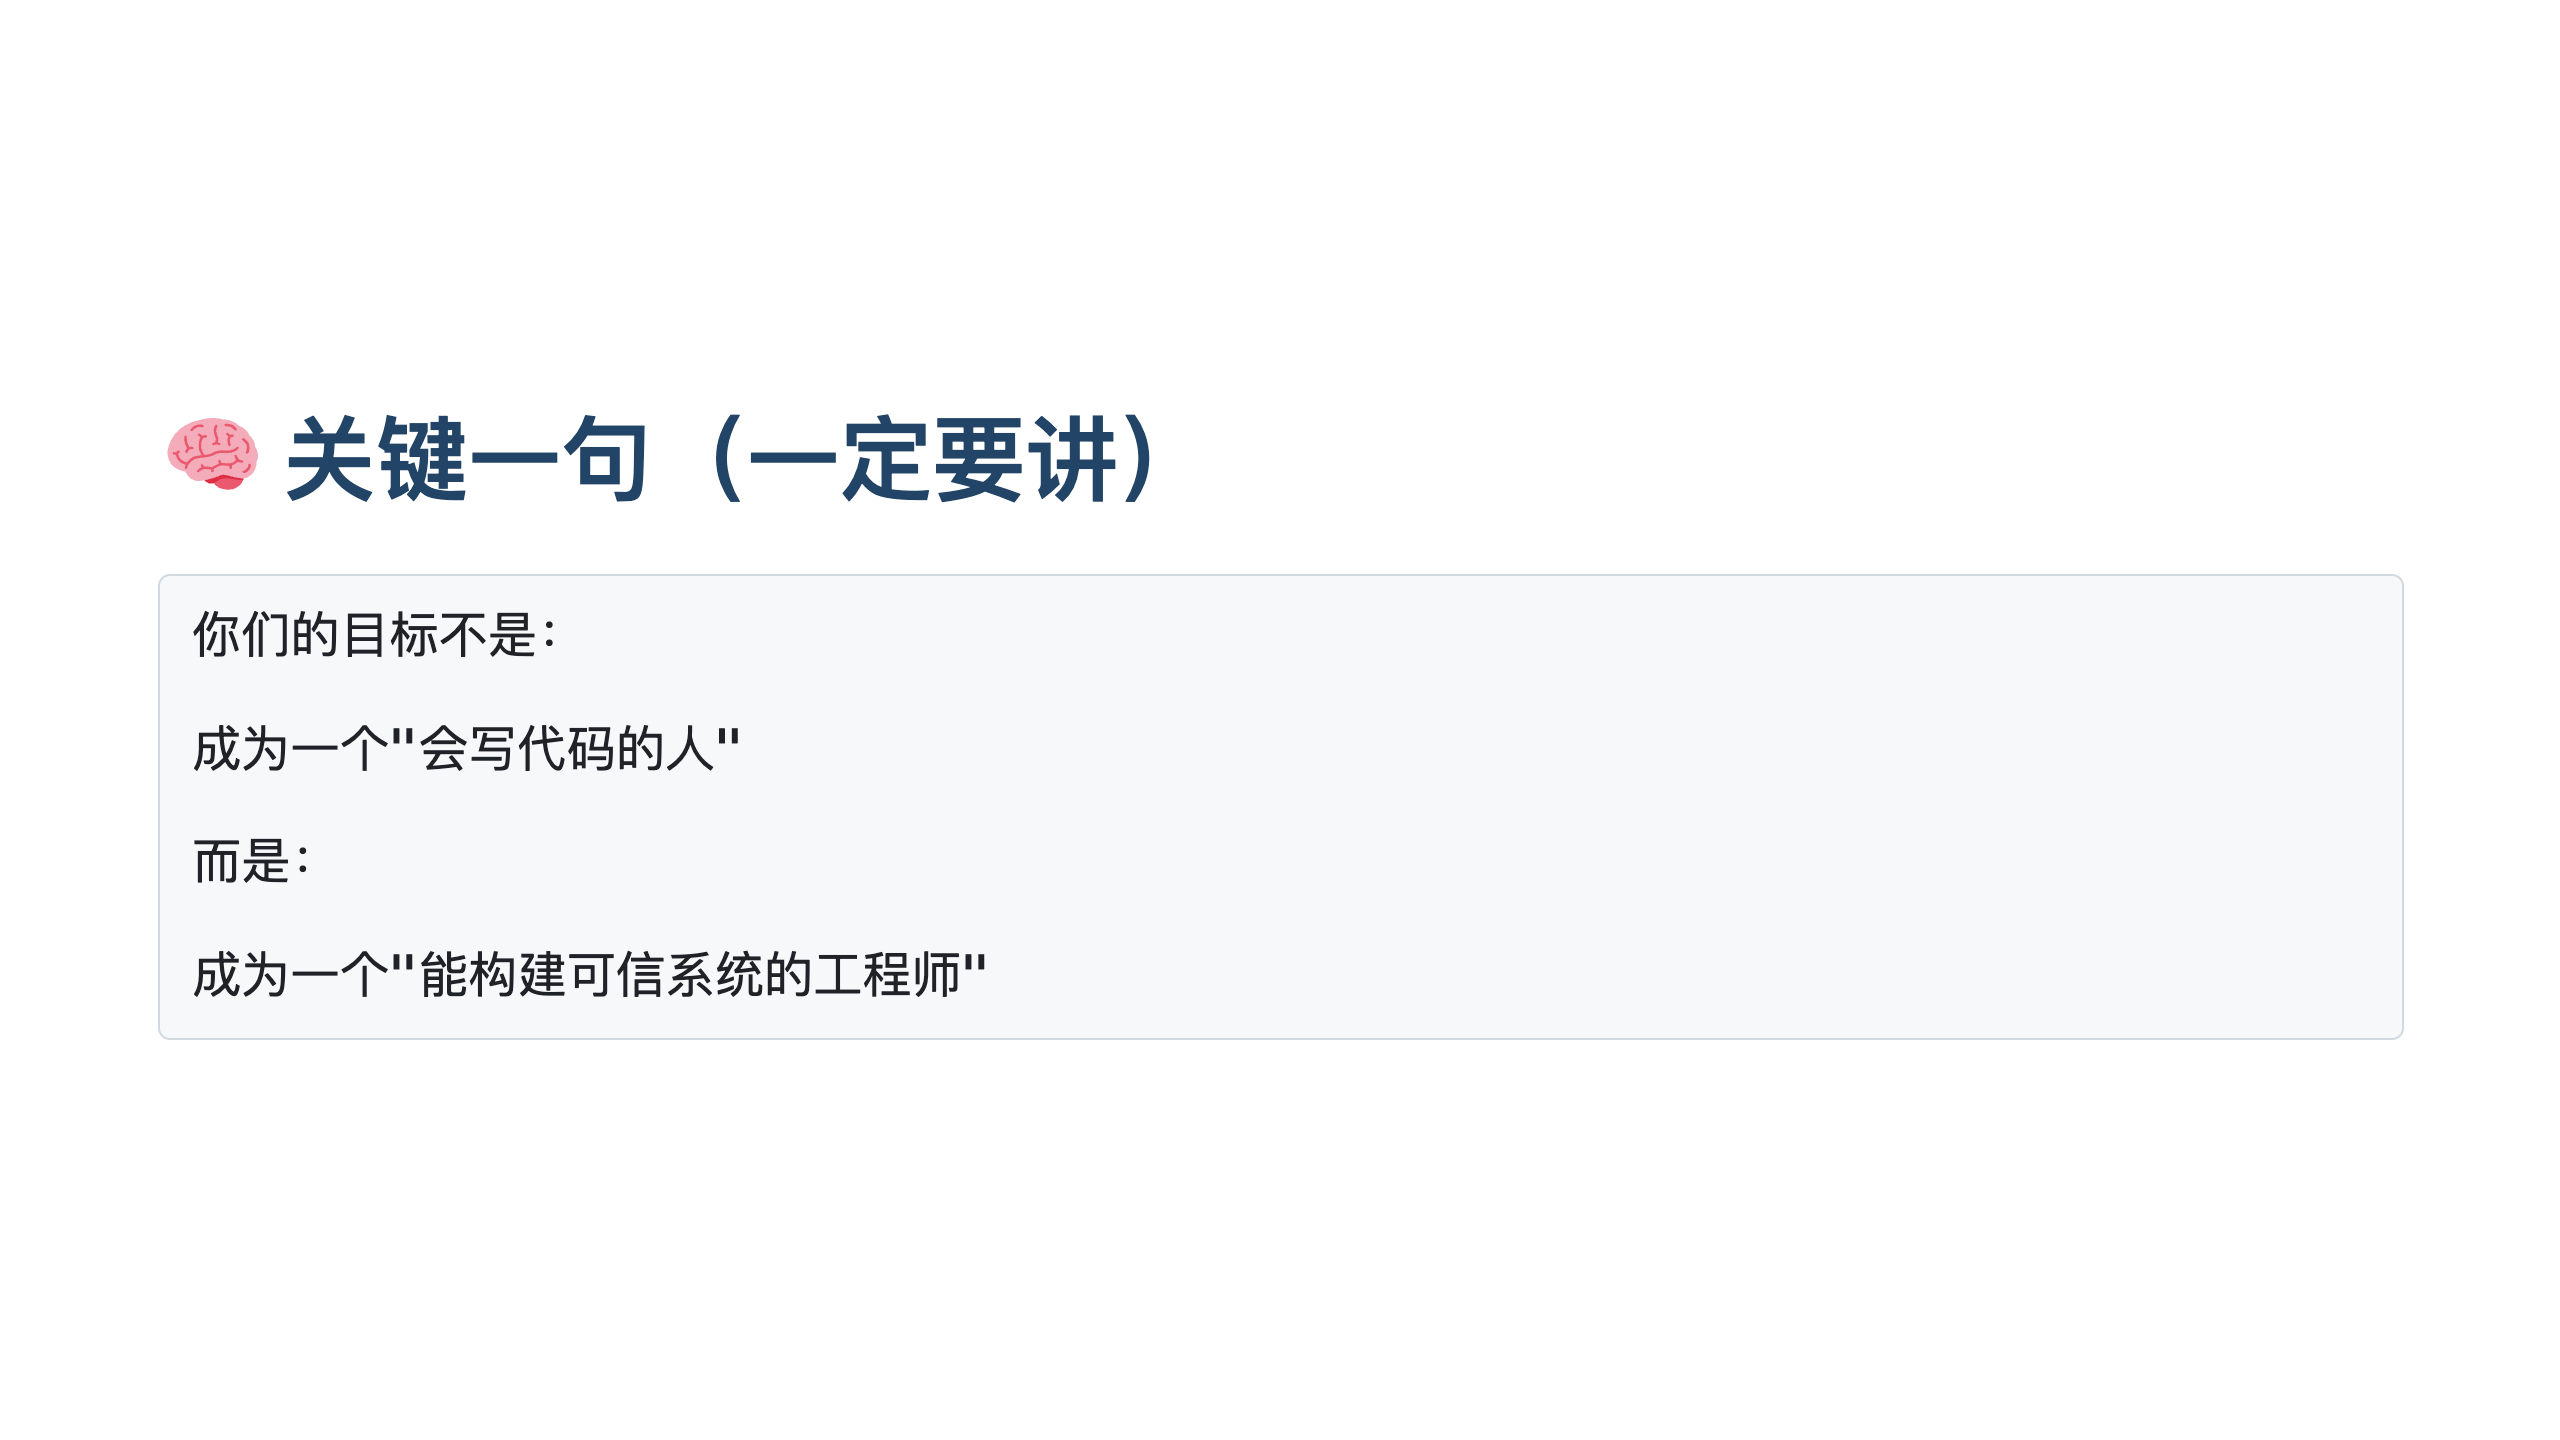 🧠 关键一句（一定要讲）
你们的目标不是：
成为一个"会写代码的人"
而是：
成为一个"能构建可信系统的工程师"